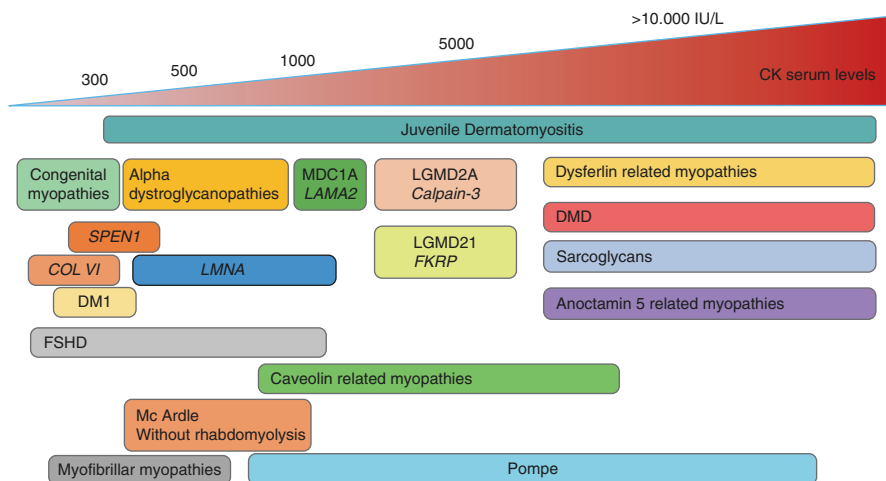 >10.000 IU/L
5000
1000
500
300
CK serum levels
Juvenile Dermatomyositis
Congenital
myopathies
Alpha
dystroglycanopathies
MDC1A
LAMA2
LGMD2A
Calpain-3
Dysferlin related myopathies
DMD
SPEN1
LGMD21
FKRP
Sarcoglycans
COL VI
LMNA
DM1
Anoctamin 5 related myopathies
FSHD
Caveolin related myopathies
Mc Ardle
Without rhabdomyolysis
Myofibrillar myopathies
Pompe